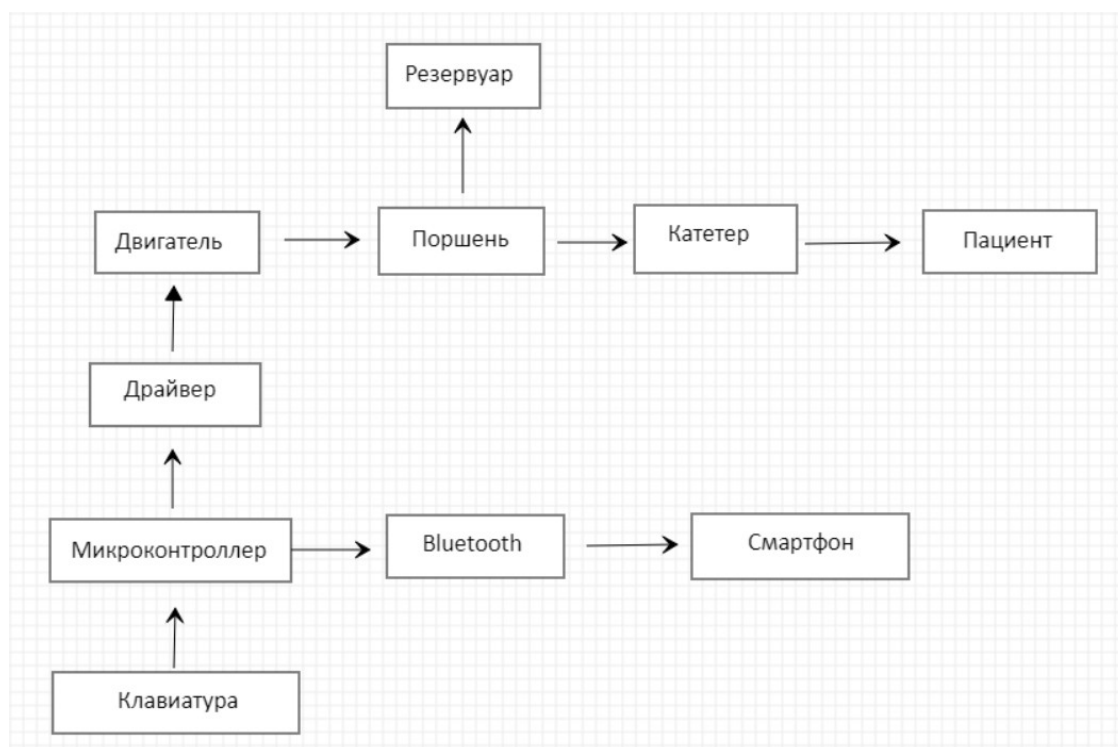 Резервуар
Двигатель
Поршень
Катетер
Пациент
Драйвер
Микроконтроллер
Bluetooth
Смартфон
Клавиатура